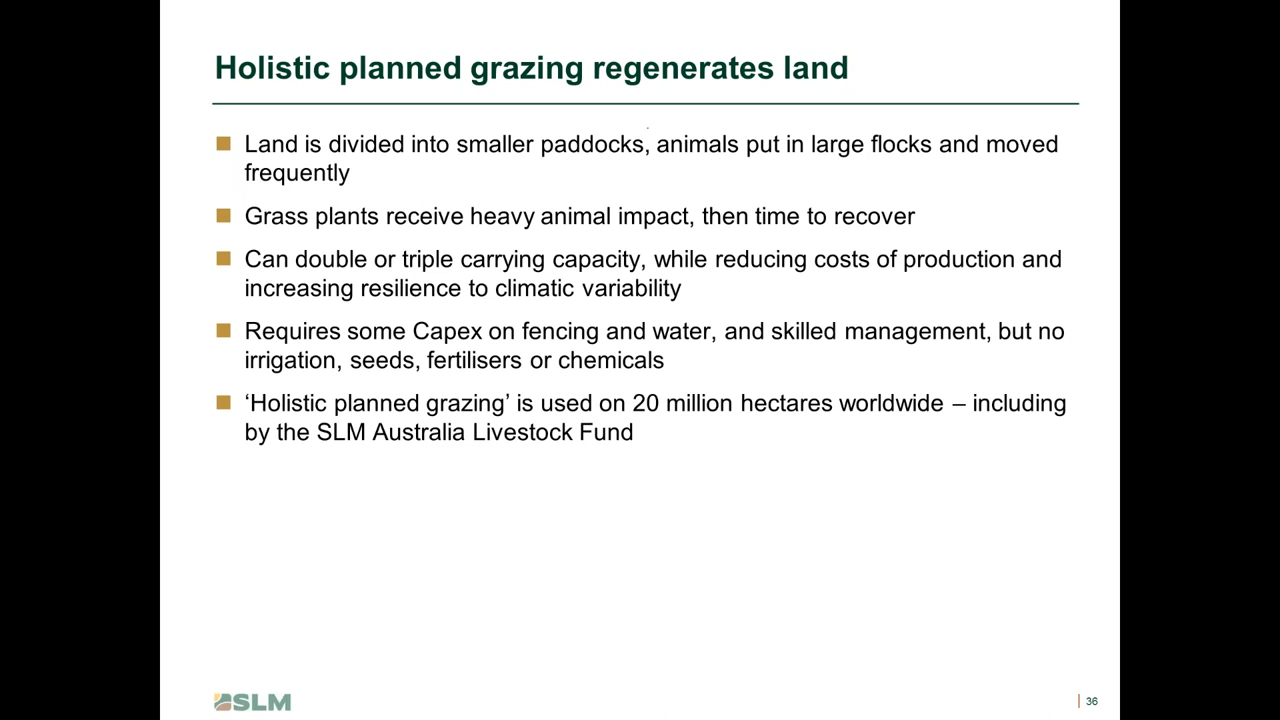 Holistic planned grazing regenerates land
Land is divided into smaller paddocks, animals put in large flocks and moved
frequently
Grass plants receive heavy animal impact, then time to recover
Can double or triple carrying capacity, while reducing costs of production and
increasing resilience to climatic variability
Requires some Capex on fencing and water, and skilled management, but no
irrigation, seeds, fertilisers or chemicals
‘Holistic planned grazing’ is used on 20 million hectares worldwide – including
by the SLM Australia Livestock Fund
SLM
36